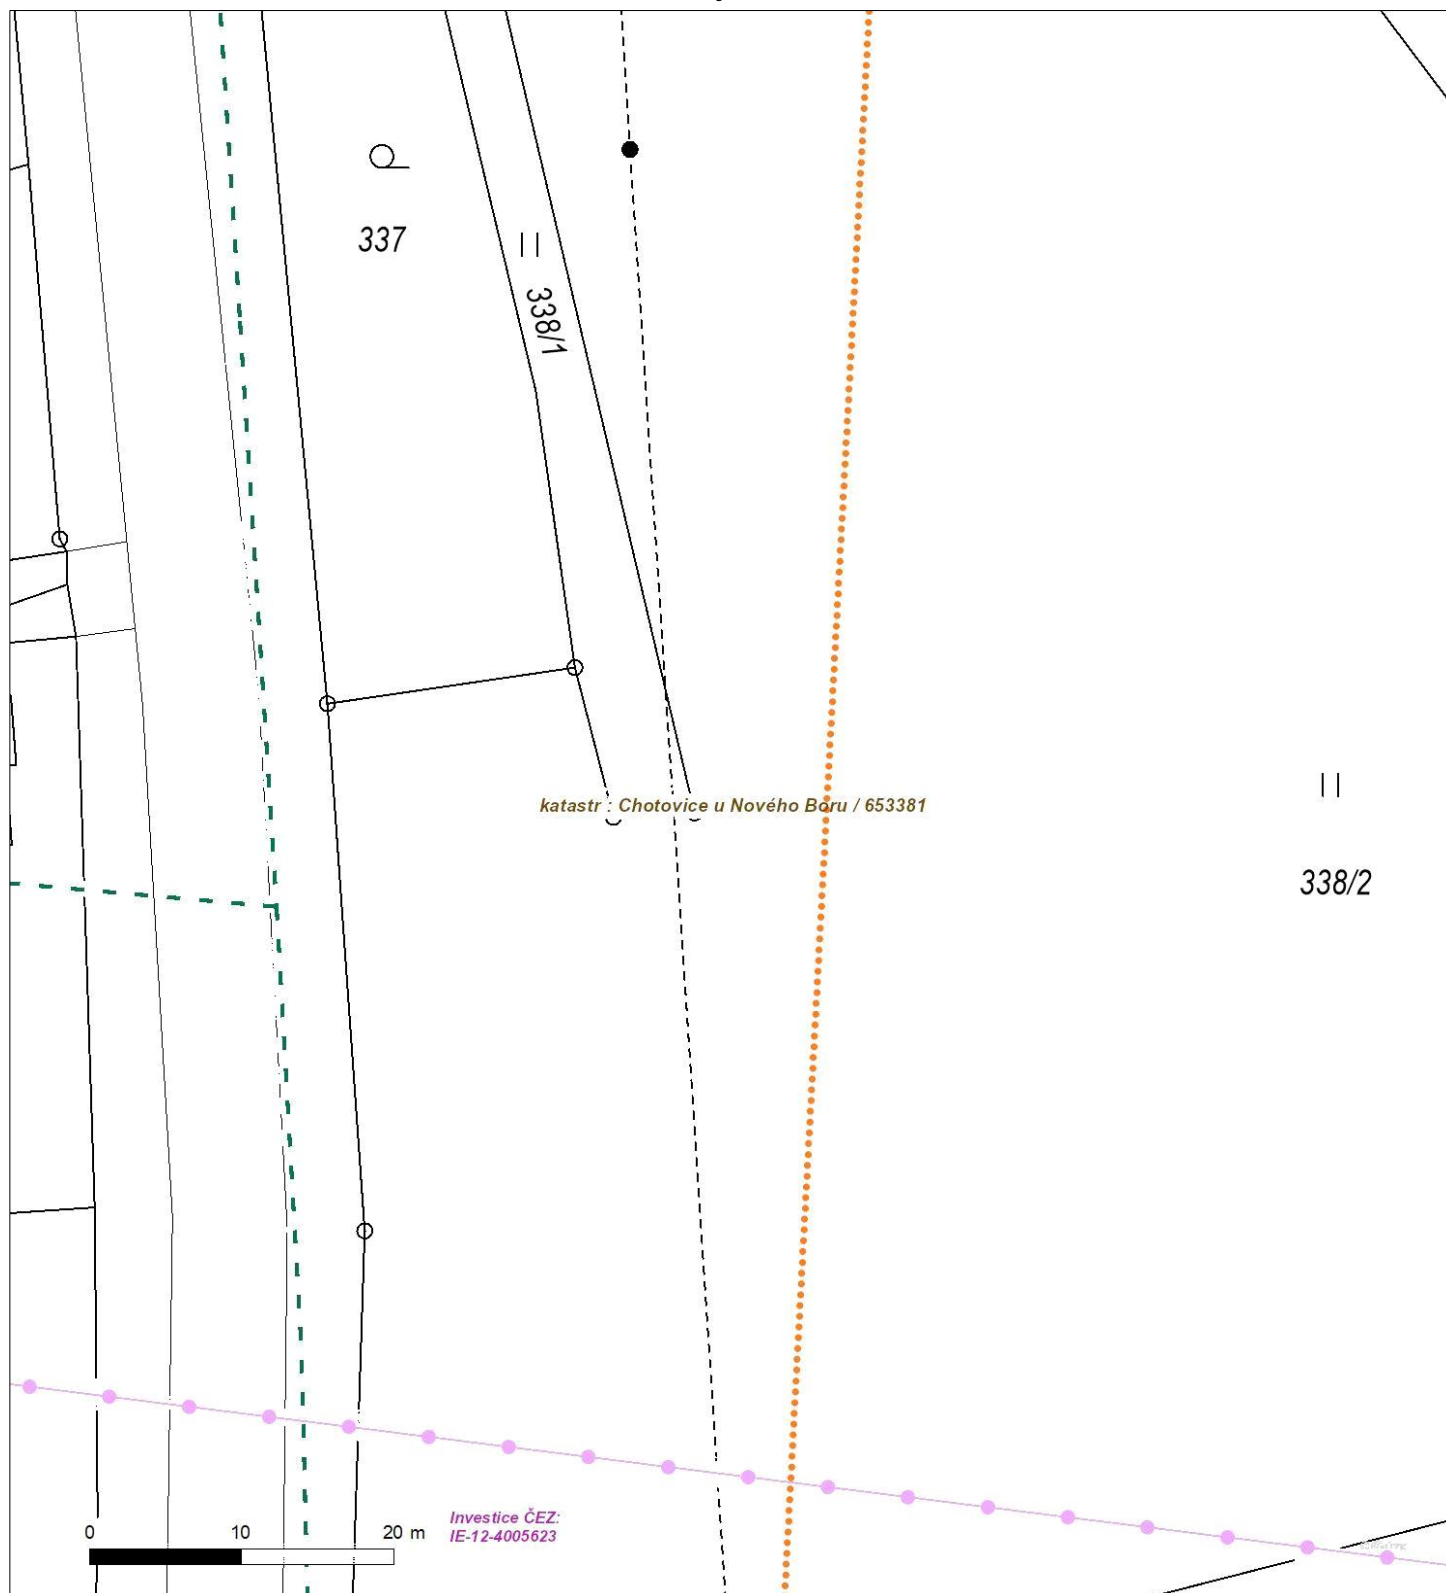 337
338/1
katastr : Chotovice u Nového Boru / 653381
338/2
0 10 20 m
Investice ČEZ:
IE-12-4005623